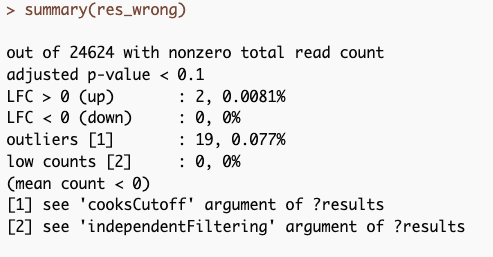 > summary(res_wrong)
out of 24624 with nonzero total read count
adjusted p-value < 0.1
LFC > 0 (up)       : 2, 0.0081%
LFC < 0 (down)     : 0, 0%
outliers [1]       : 19, 0.077%
low counts [2]     : 0, 0%
(mean count < 0)
[1] see 'cooksCutoff' argument of ?results
[2] see 'independentFiltering' argument of ?results